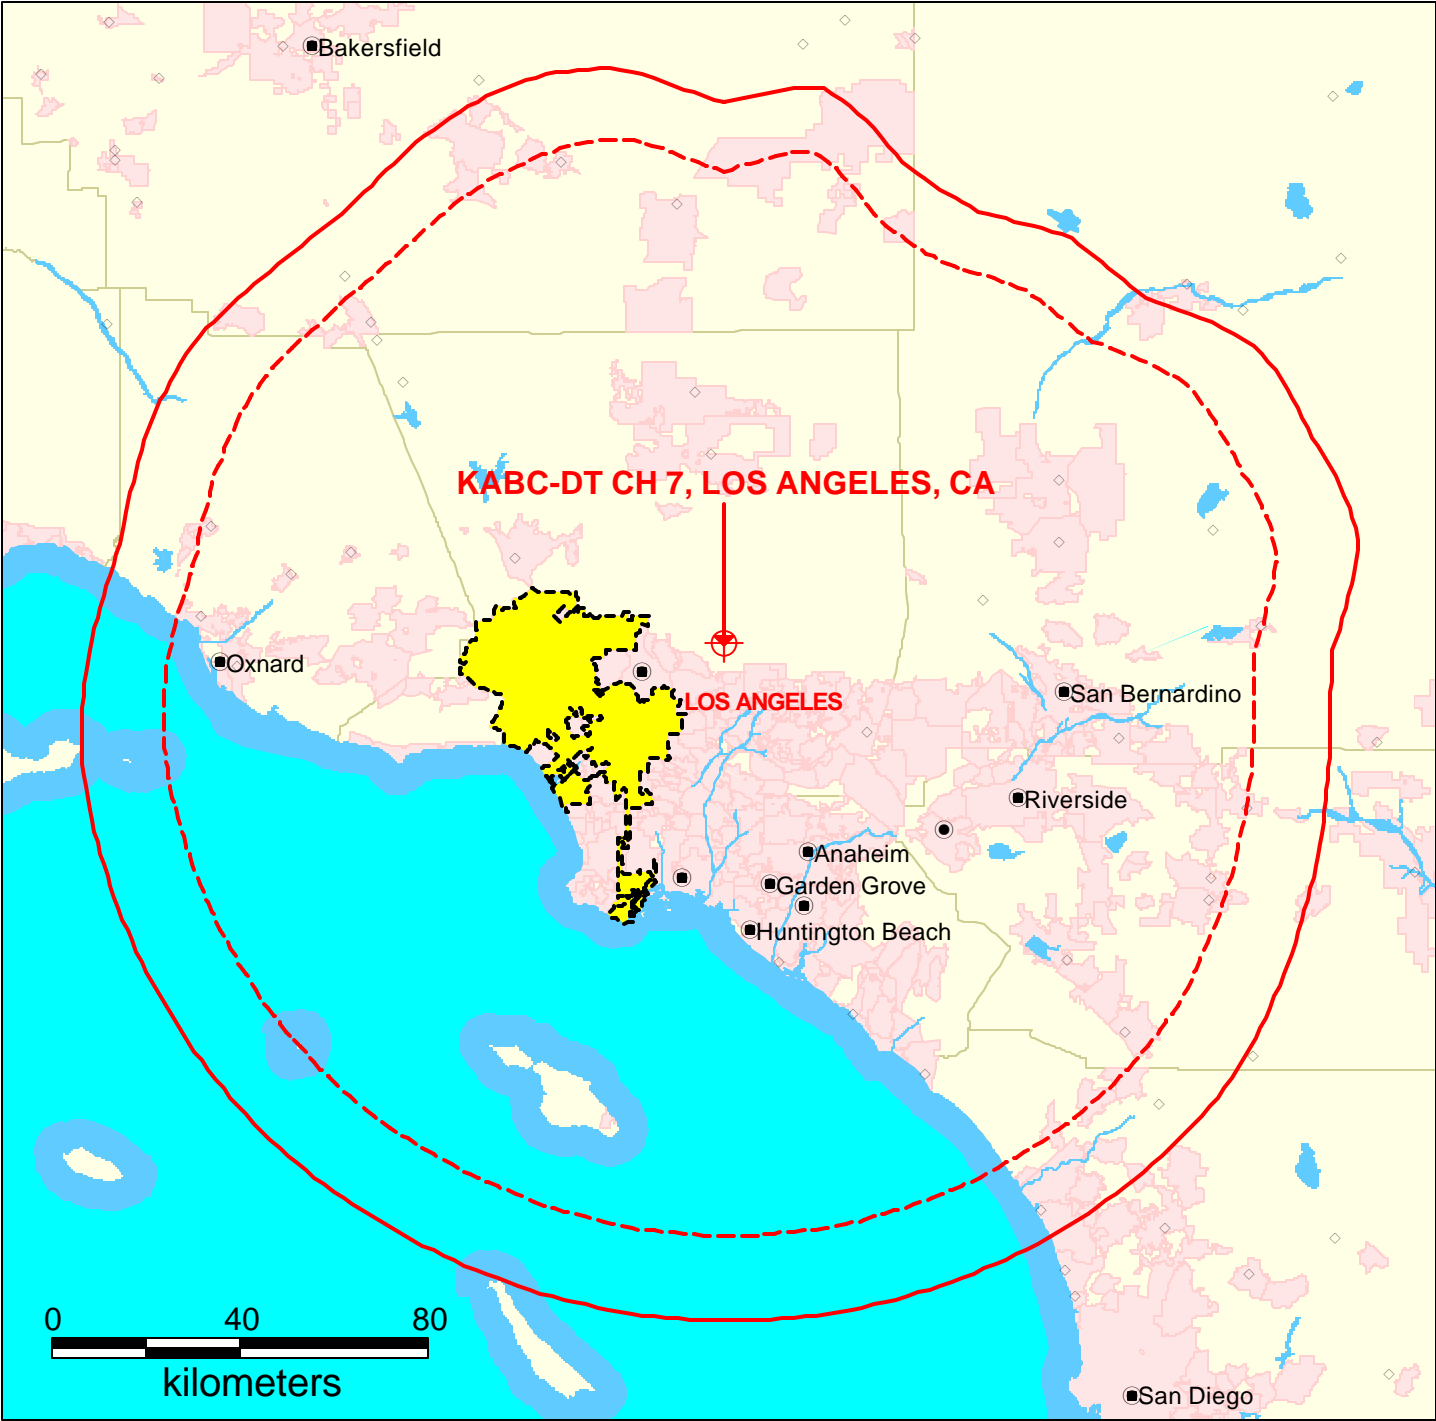 Bakersfield
KABC-DT CH 7, LOS ANGELES, CA
Oxnard
LOS ANGELES
San Bernardino
Riverside
Anaheim
Garden Grove
Huntington Beach
0 40 80
kilometers
San Diego